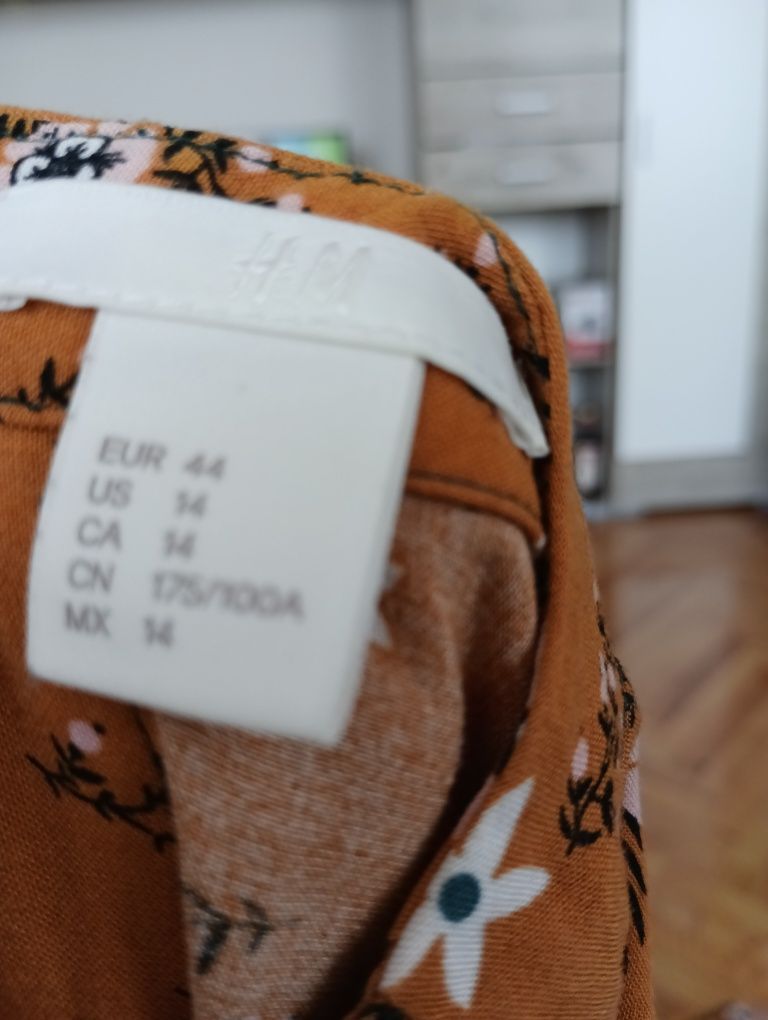 H&M
EUR 44
US 14
CA 14
CN 175/100A
MX 14